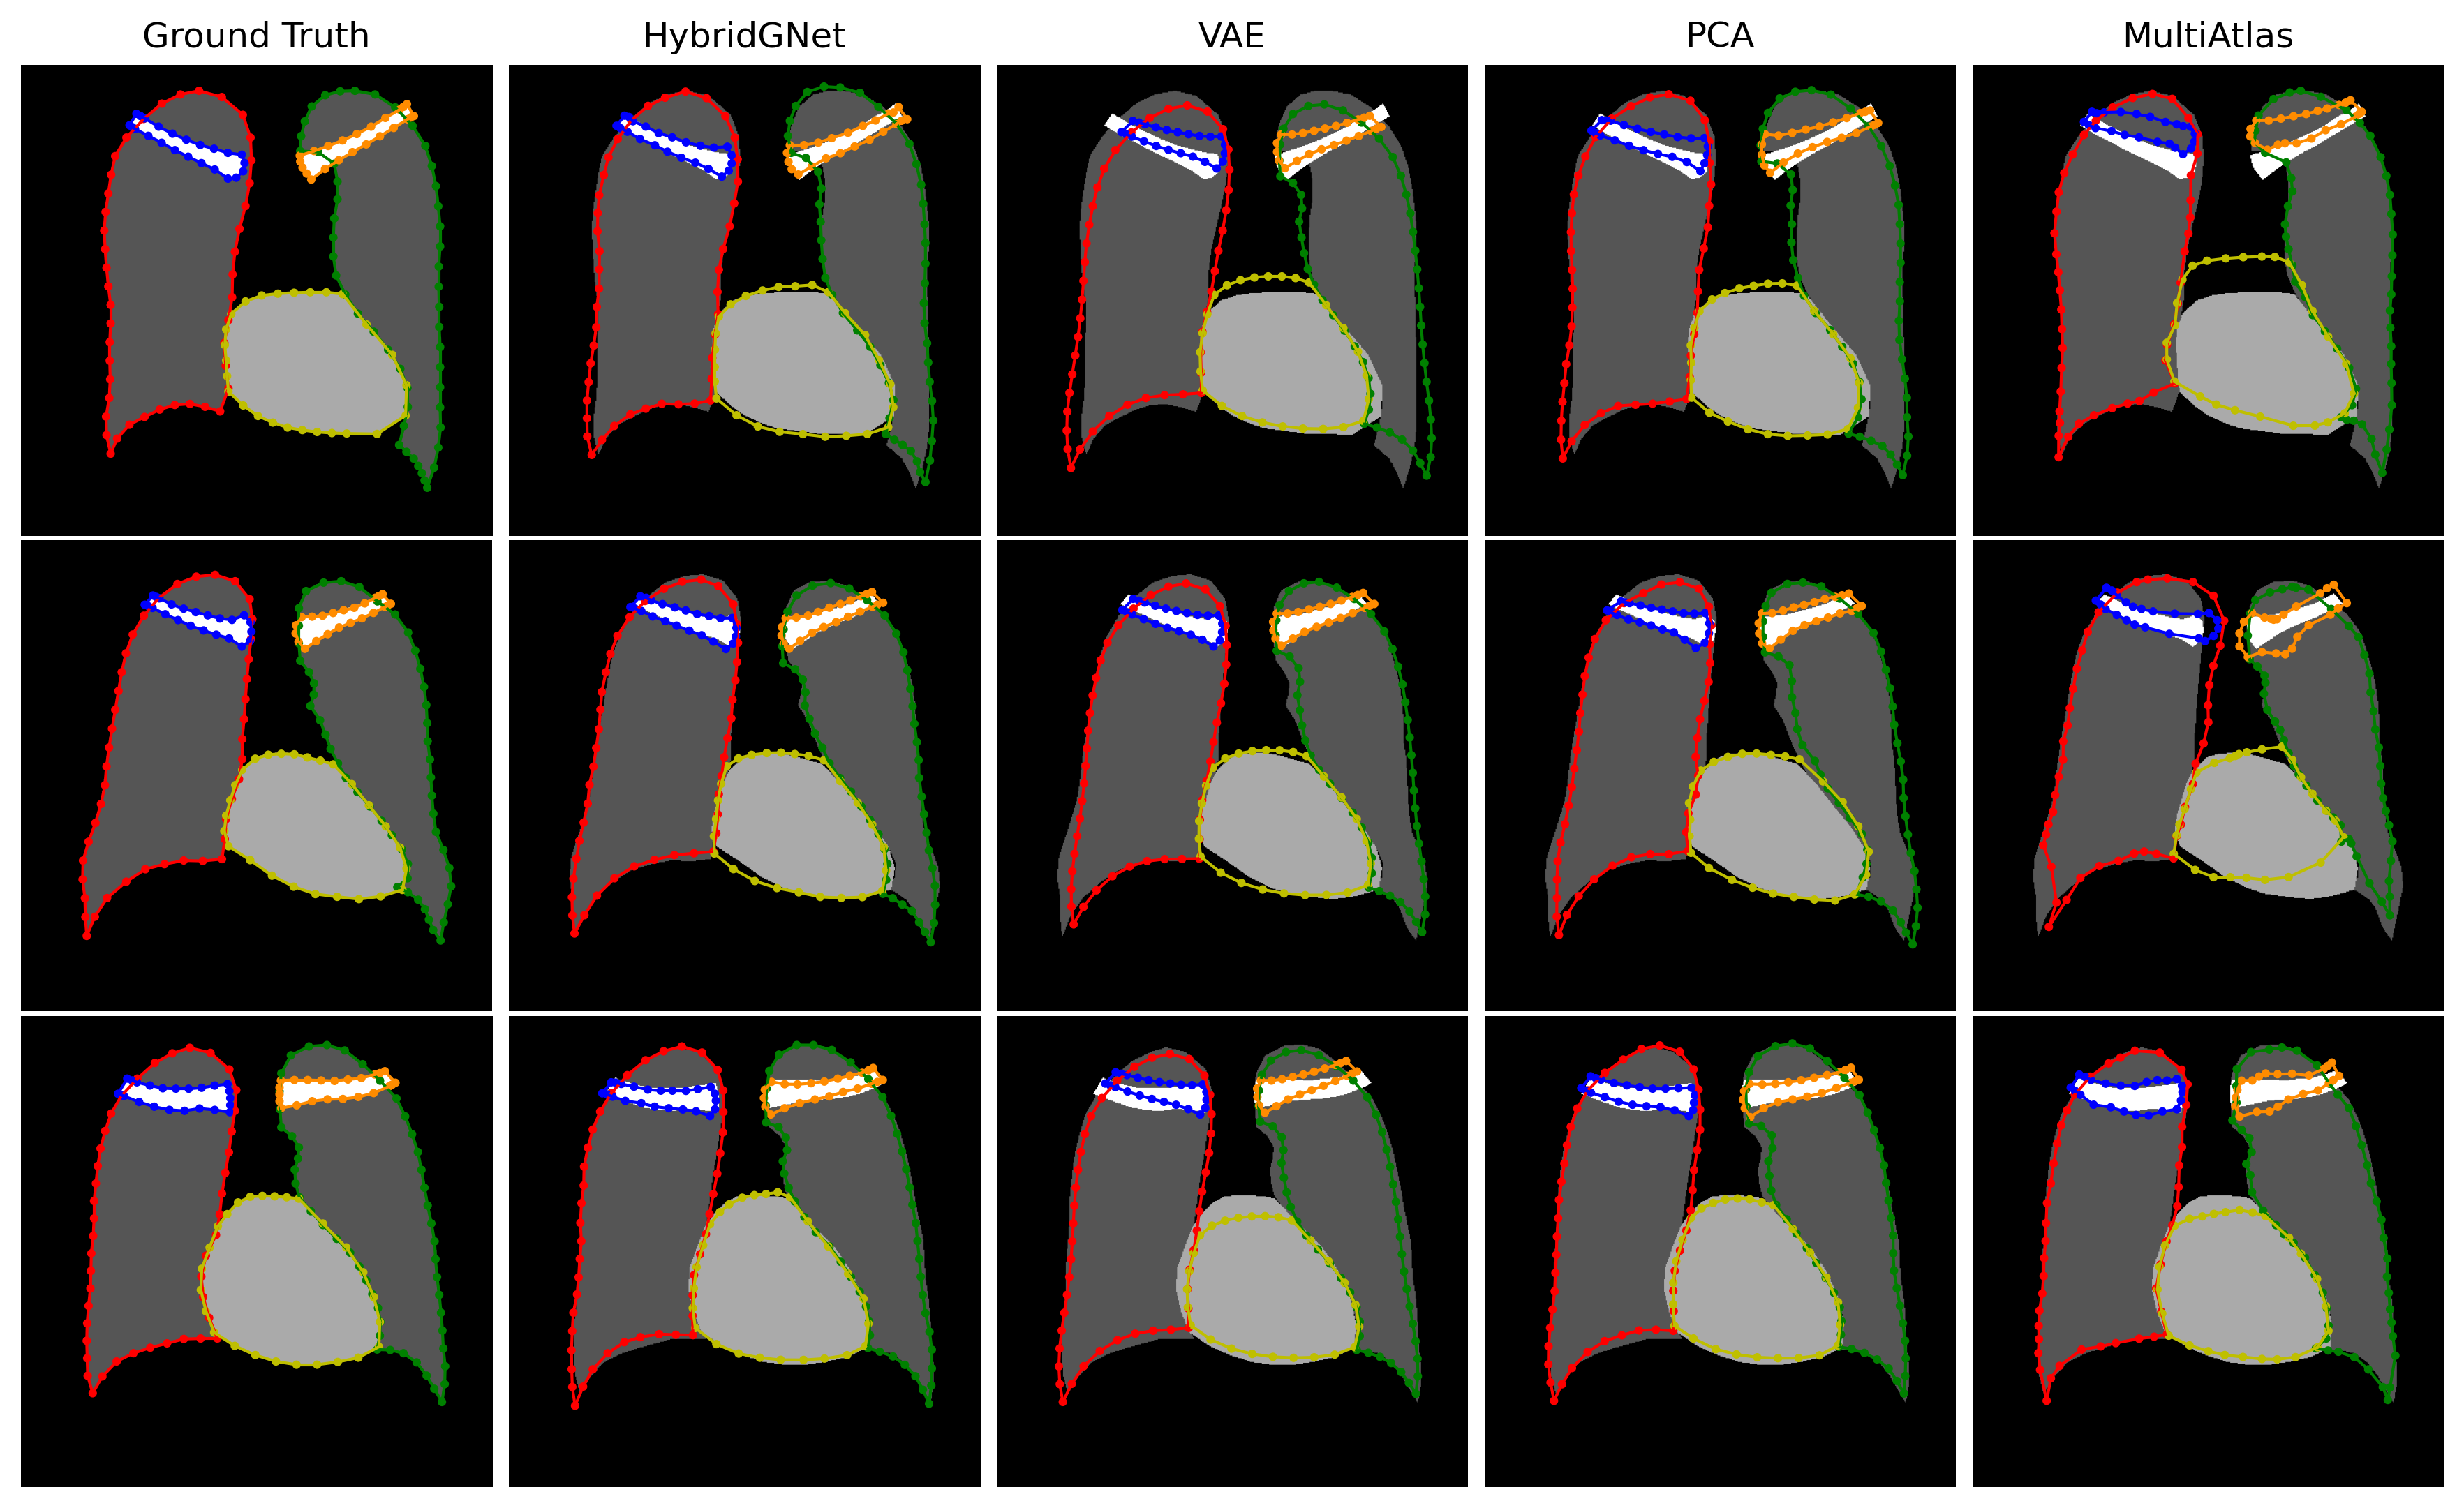 Ground Truth
HybridGNet
VAE
PCA
MultiAtlas